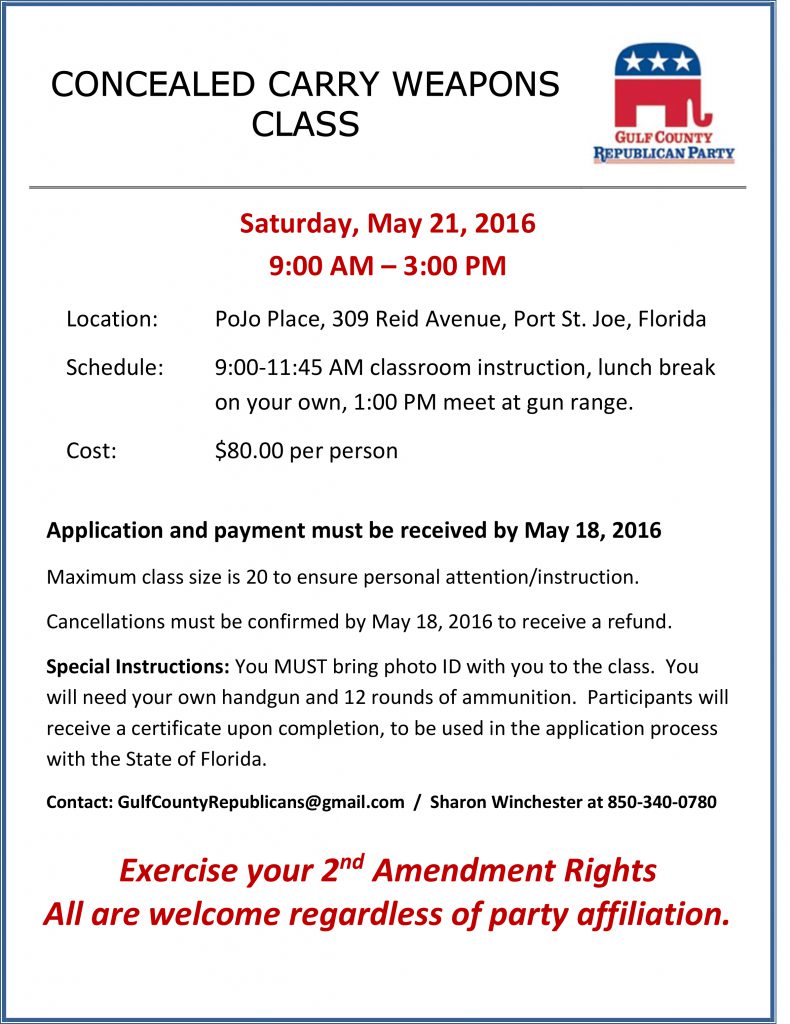 CONCEALED CARRY WEAPONS
CLASS
GULF COUNTY
REPUBLICAN PARTY
Saturday, May 21, 2016
9:00 AM – 3:00 PM
Location: PoJo Place, 309 Reid Avenue, Port St. Joe, Florida
Schedule: 9:00-11:45 AM classroom instruction, lunch break
on your own, 1:00 PM meet at gun range.
Cost: $80.00 per person
Application and payment must be received by May 18, 2016
Maximum class size is 20 to ensure personal attention/instruction.
Cancellations must be confirmed by May 18, 2016 to receive a refund.
Special Instructions: You MUST bring photo ID with you to the class. You
will need your own handgun and 12 rounds of ammunition. Participants will
receive a certificate upon completion, to be used in the application process
with the State of Florida.
Contact: GulfCountyRepublicans@gmail.com / Sharon Winchester at 850-340-0780
Exercise your 2nd Amendment Rights
All are welcome regardless of party affiliation.